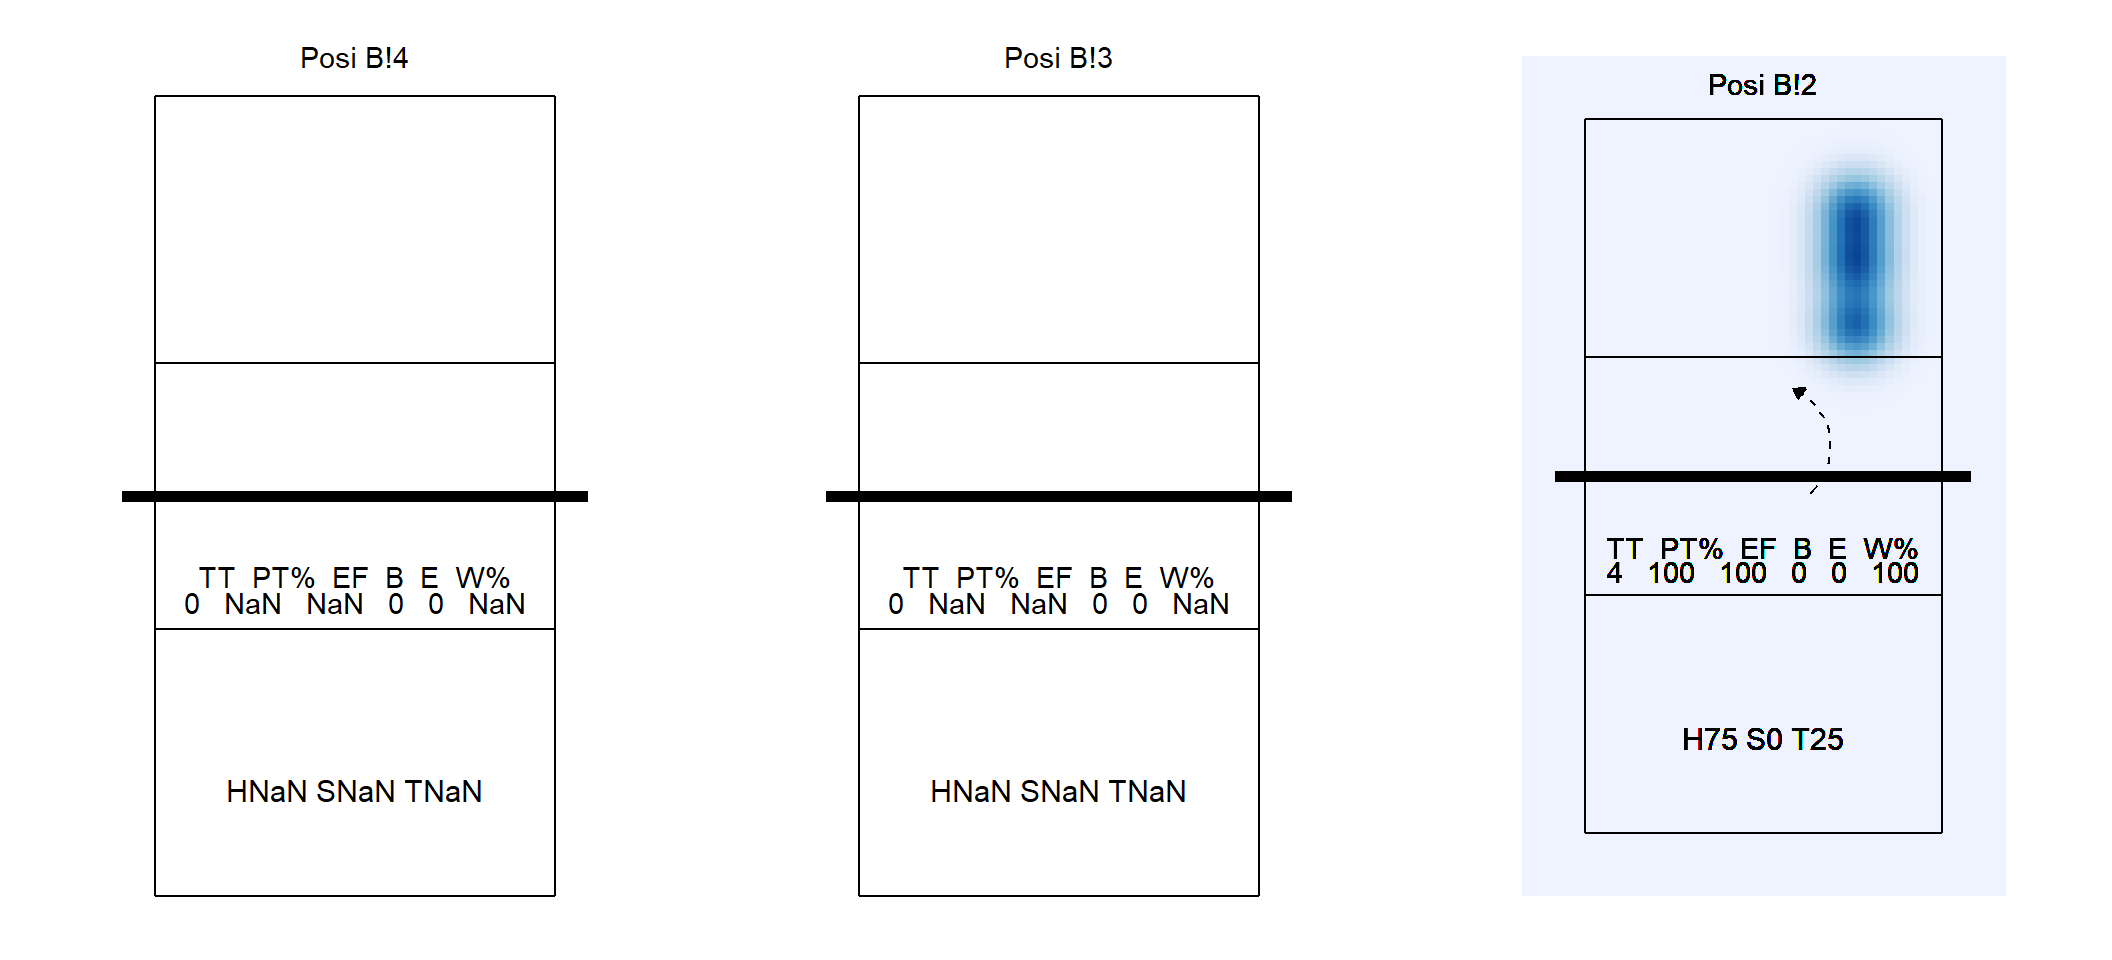 Posi B!4
TT PT% EF B E W%
0 NaN NaN 0 0 NaN
HNaN SNaN TNaN
Posi B!3
TT PT% EF B E W%
0 NaN NaN 0 0 NaN
HNaN SNaN TNaN
Posi B!2
TT PT% EF B E W%
4 100 100 0 0 100
H75 S0 T25